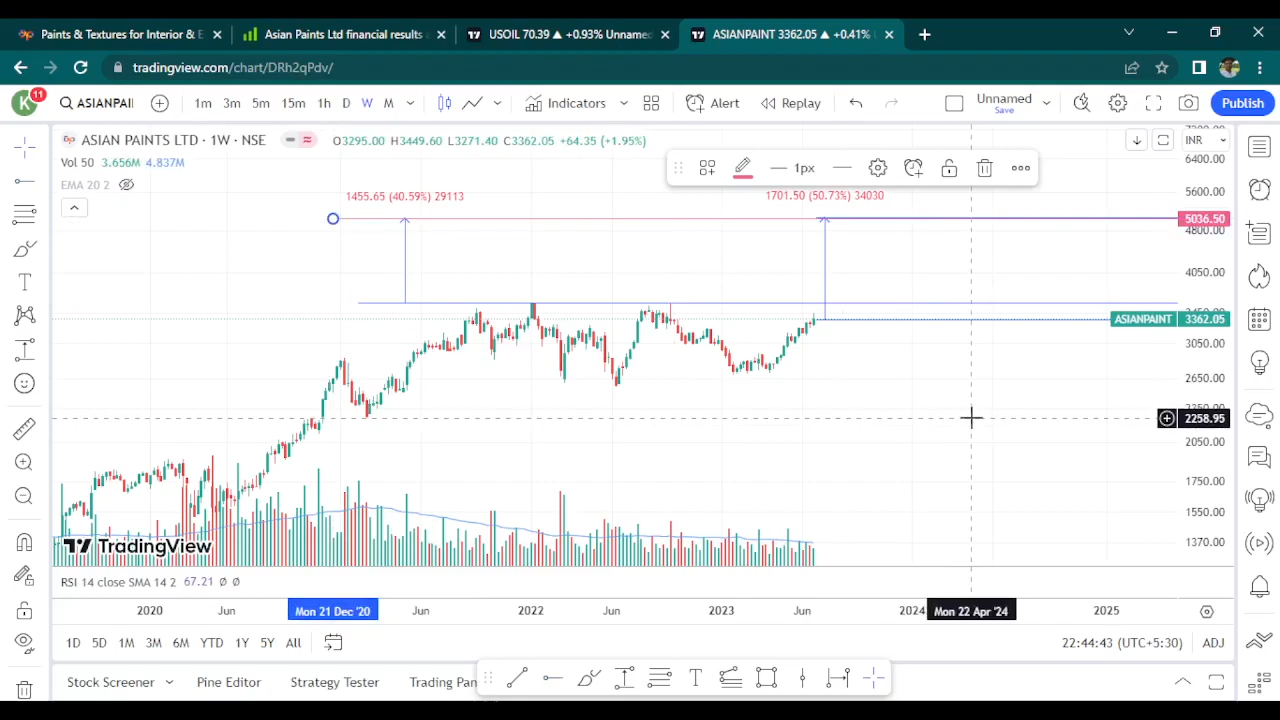 Paints & Textures for Interior & E
Asian Paints Ltd financial results
USOIL 70.39 ▲ +0.93% Unnamed
ASIANPAINT 3362.05 ▲ +0.41%
tradingview.com/chart/DRh2qPdv/
K
11
ASIANPAII
1m 3m 5m 15m 1h D W M
Indicators
Alert
Replay
Unnamed
Save
Publish
ASIAN PAINTS LTD · 1W · NSE
O3295.00 H3449.60 L3271.40 C3362.05 +64.35 (+1.95%)
INR
Vol 50 3.656M 4.837M
EMA 20 2
1px
6400.00
5600.00
1455.65 (40.59%) 29113
1701.50 (50.73%) 34030
5036.50
4800.00
4050.00
ASIANPAINT 3362.05
3050.00
2650.00
2258.95
2050.00
1750.00
1550.00
1370.00
TradingView
RSI 14 close SMA 14 2 67.21 Ø Ø
2020 Jun Mon 21 Dec '20 Jun 2022 Jun 2023 Jun 2024 Mon 22 Apr '24 2025
1D 5D 1M 3M 6M YTD 1Y 5Y All
22:44:43 (UTC+5:30) ADJ
Stock Screener Pine Editor Strategy Tester Trading Pan